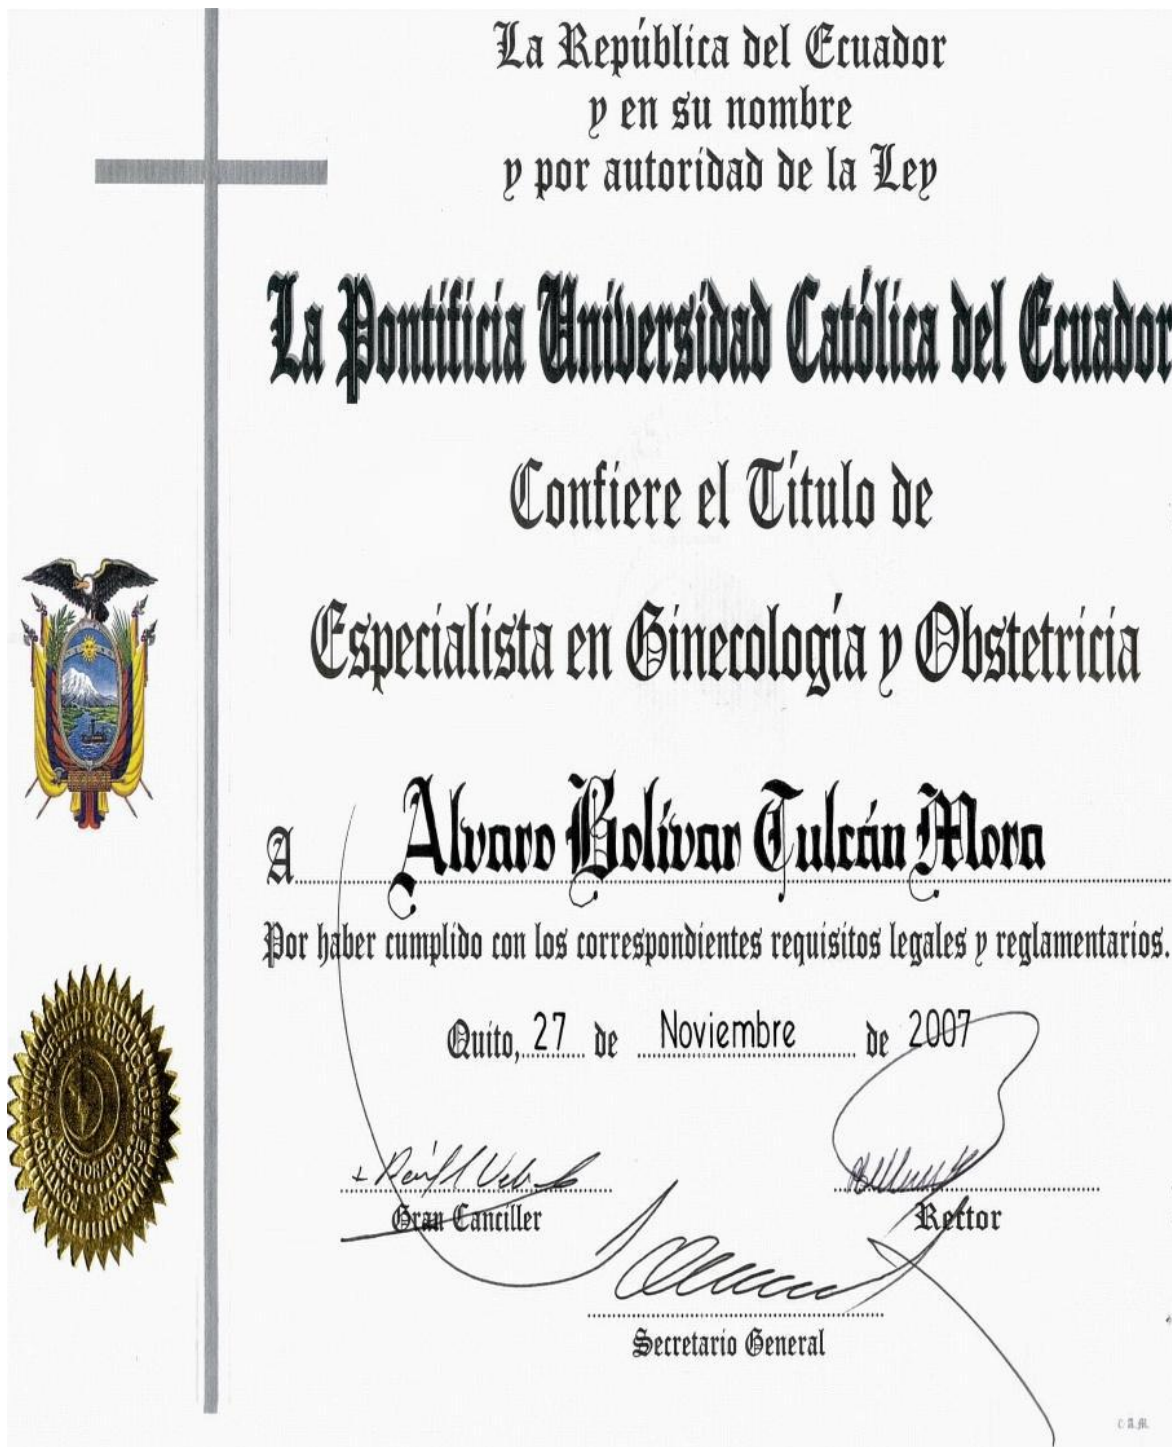 La República del Ecuador
y en su nombre
y por autoridad de la Ley
La Pontificia Universidad Católica del Ecuador
Confiere el Título de
Especialista en Ginecología y Obstetricia
A Alvaro Bolívar Tulcán Mora
Por haber cumplido con los correspondientes requisitos legales y reglamentarios.
Quito, 27 de Noviembre de 2007
Gran Canciller
Rector
Secretario General
RECTORADO
C A.M.